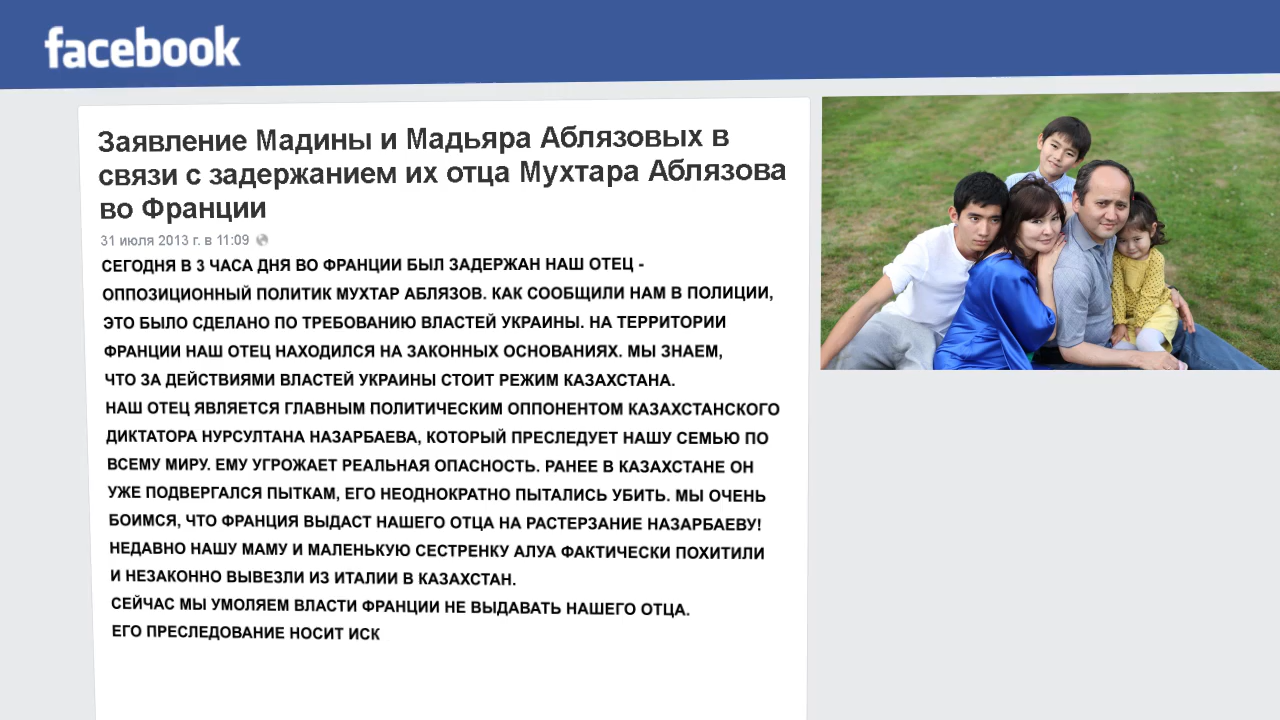 facebook
Заявление Мадины и Мадьяра Аблязовых в
связи с задержанием их отца Мухтара Аблязова
во Франции
31 июля 2013 г. в 11:09
СЕГОДНЯ В 3 ЧАСА ДНЯ ВО ФРАНЦИИ БЫЛ ЗАДЕРЖАН НАШ ОТЕЦ -
ОППОЗИЦИОННЫЙ ПОЛИТИК МУХТАР АБЛЯЗОВ. КАК СООБЩИЛИ НАМ В ПОЛИЦИИ,
ЭТО БЫЛО СДЕЛАНО ПО ТРЕБОВАНИЮ ВЛАСТЕЙ УКРАИНЫ. НА ТЕРРИТОРИИ
ФРАНЦИИ НАШ ОТЕЦ НАХОДИЛСЯ НА ЗАКОННЫХ ОСНОВАНИЯХ. МЫ ЗНАЕМ,
ЧТО ЗА ДЕЙСТВИЯМИ ВЛАСТЕЙ УКРАИНЫ СТОИТ РЕЖИМ КАЗАХСТАНА.
НАШ ОТЕЦ ЯВЛЯЕТСЯ ГЛАВНЫМ ПОЛИТИЧЕСКИМ ОППОНЕНТОМ КАЗАХСТАНСКОГО
ДИКТАТОРА НУРСУЛТАНА НАЗАРБАЕВА, КОТОРЫЙ ПРЕСЛЕДУЕТ НАШУ СЕМЬЮ ПО
ВСЕМУ МИРУ. ЕМУ УГРОЖАЕТ РЕАЛЬНАЯ ОПАСНОСТЬ. РАНЕЕ В КАЗАХСТАНЕ ОН
УЖЕ ПОДВЕРГАЛСЯ ПЫТКАМ, ЕГО НЕОДНОКРАТНО ПЫТАЛИСЬ УБИТЬ. МЫ ОЧЕНЬ
БОИМСЯ, ЧТО ФРАНЦИЯ ВЫДАСТ НАШЕГО ОТЦА НА РАСТЕРЗАНИЕ НАЗАРБАЕВУ!
НЕДАВНО НАШУ МАМУ И МАЛЕНЬКУЮ СЕСТРЕНКУ АЛУА ФАКТИЧЕСКИ ПОХИТИЛИ
И НЕЗАКОННО ВЫВЕЗЛИ ИЗ ИТАЛИИ В КАЗАХСТАН.
СЕЙЧАС МЫ УМОЛЯЕМ ВЛАСТИ ФРАНЦИИ НЕ ВЫДАВАТЬ НАШЕГО ОТЦА.
ЕГО ПРЕСЛЕДОВАНИЕ НОСИТ ИСК